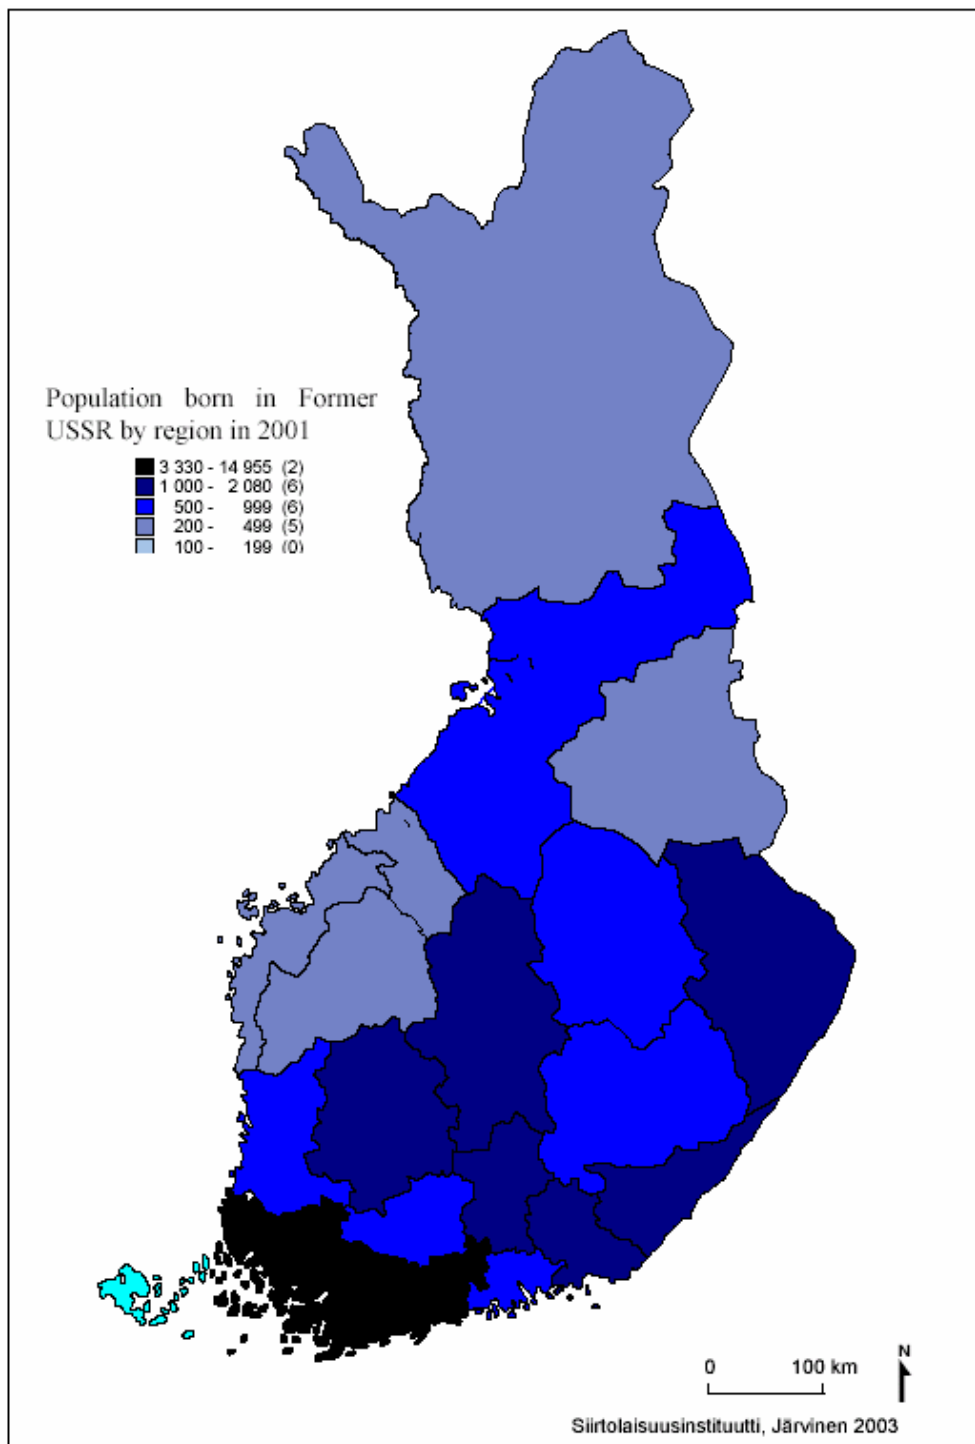 Population born in Former
USSR by region in 2001
3 330 - 14 955 (2)
1 000 - 2 080 (6)
500 - 999 (6)
200 - 499 (5)
100 - 199 (0)
N
0 100 km
Siirtolaisuusinstituutti, Järvinen 2003